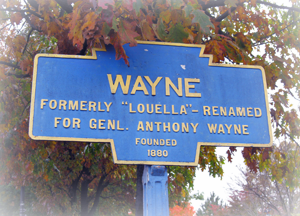 WAYNE
FORMERLY "LOUELLA"– RENAMED
FOR GENL. ANTHONY WAYNE
FOUNDED
1880